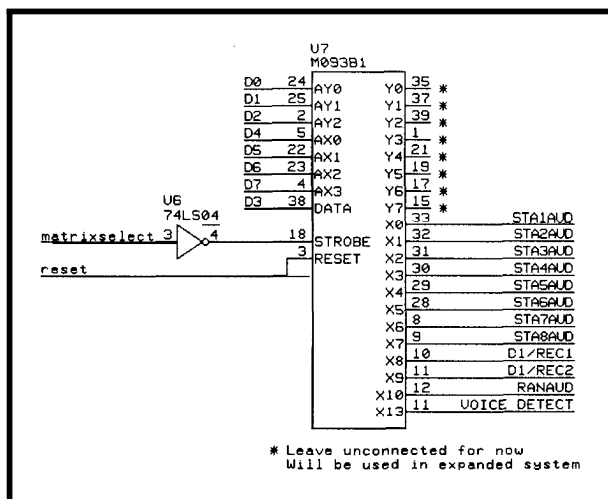 U7
M093B1
D0 24 AY0 Y0 35 *
D1 25 AY1 Y1 37 *
D2 2 AY2 Y2 39 *
D4 5 AX0 Y3 1 *
D5 22 AX1 Y4 21 *
D6 23 AX2 Y5 19 *
D7 4 AX3 Y6 17 *
D3 38 DATA Y7 15 *
U6
74LS04
matrixselect 3 4 18 STROBE
reset 3 RESET
X0 33 STA1AUD
X1 32 STA2AUD
X2 31 STA3AUD
X3 30 STA4AUD
X4 29 STA5AUD
X5 28 STA6AUD
X6 8 STA7AUD
X7 9 STA8AUD
X8 10 D1/REC1
X9 11 D1/REC2
X10 12 RANAUD
X13 11 VOICE DETECT
* Leave unconnected for now
Will be used in expanded system